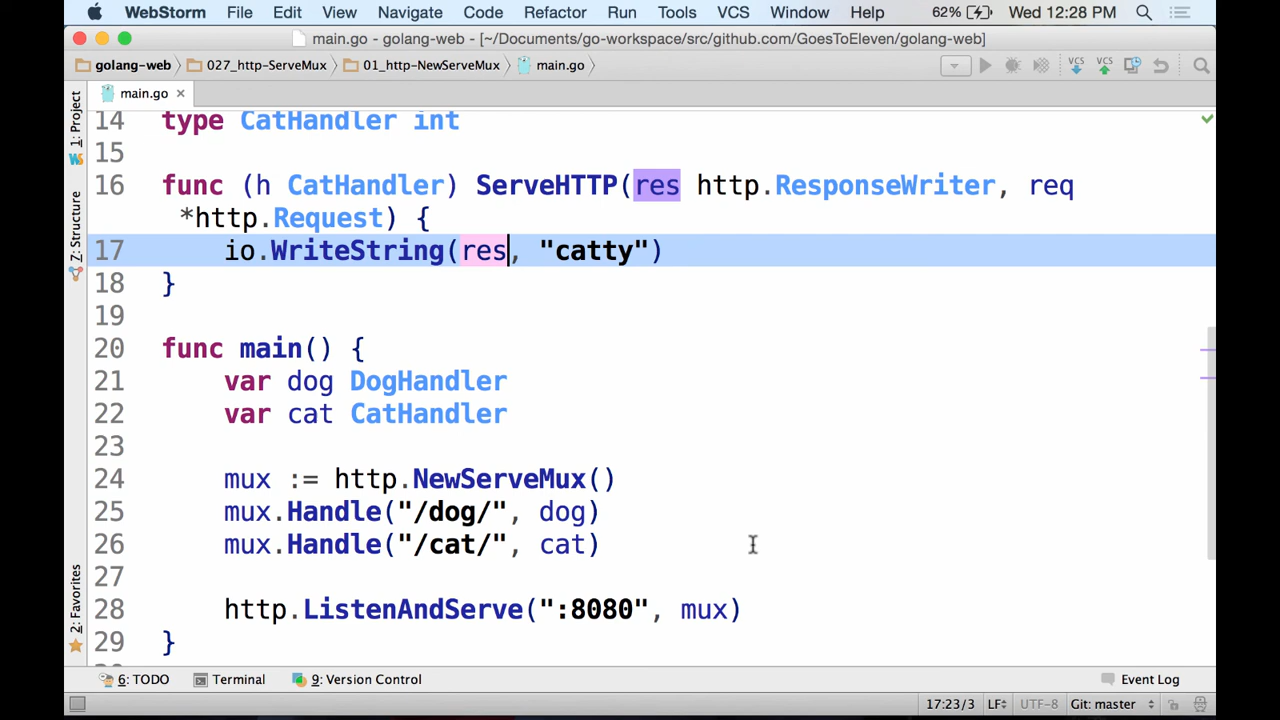 WebStorm File Edit View Navigate Code Refactor Run Tools VCS Window Help 62% Wed 12:28 PM
main.go - golang-web - [~/Documents/go-workspace/src/github.com/GoesToEleven/golang-web]
golang-web 027_http-ServeMux 01_http-NewServeMux main.go VCS VCS
main.go
1: Project
Z: Structure
2: Favorites
14 type CatHandler int
15
16 func (h CatHandler) ServeHTTP(res http.ResponseWriter, req
*http.Request) {
17 io.WriteString(res, "catty")
18 }
19
20 func main() {
21 var dog DogHandler
22 var cat CatHandler
23
24 mux := http.NewServeMux()
25 mux.Handle("/dog/", dog)
26 mux.Handle("/cat/", cat)
27
28 http.ListenAndServe(":8080", mux)
29 }
6: TODO Terminal 9: Version Control Event Log
17:23/3 LF UTF-8 Git: master